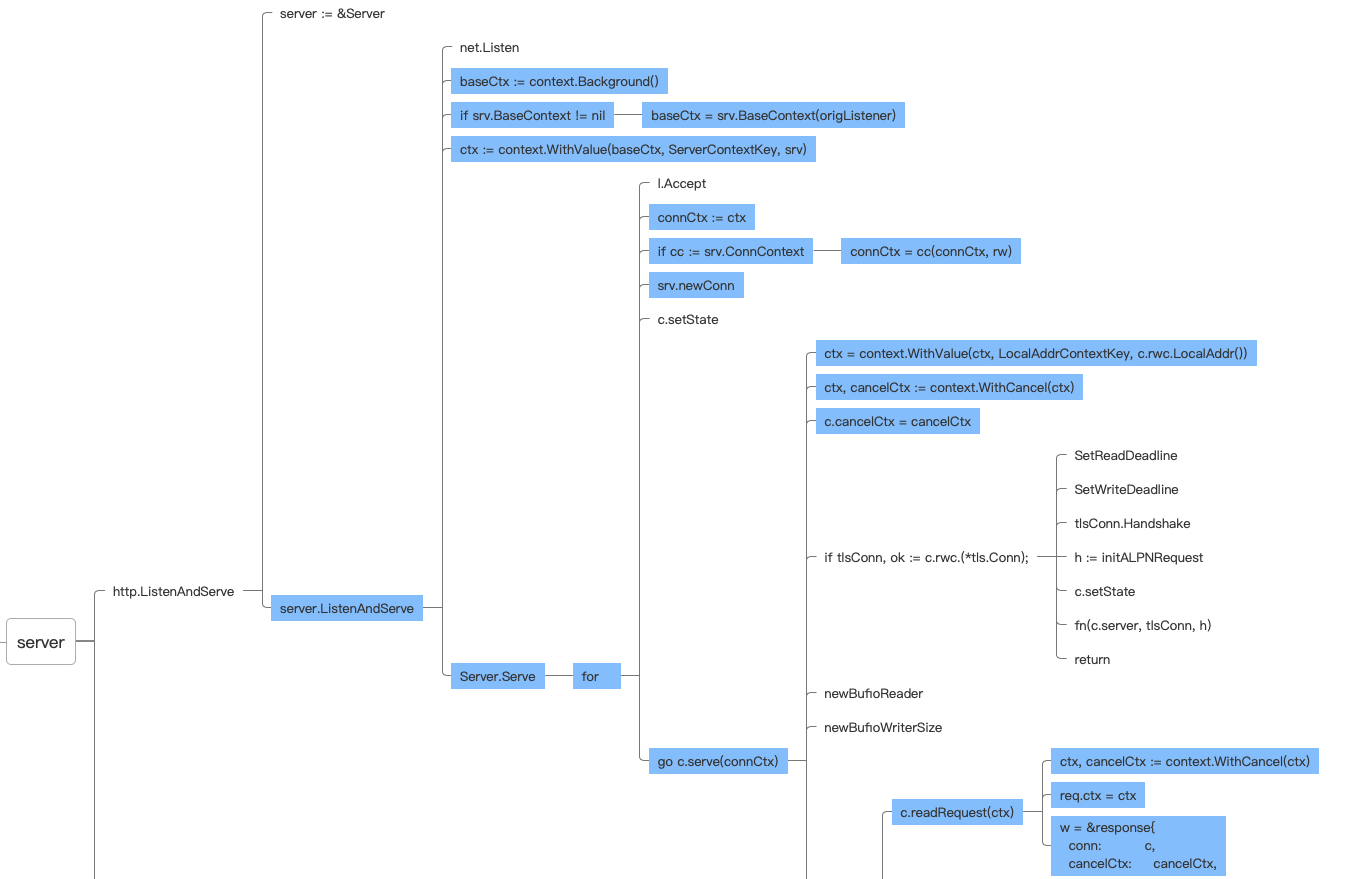 server := &Server
net.Listen
baseCtx := context.Background()
if srv.BaseContext != nil
baseCtx = srv.BaseContext(origListener)
ctx := context.WithValue(baseCtx, ServerContextKey, srv)
l.Accept
connCtx := ctx
if cc := srv.ConnContext
connCtx = cc(connCtx, rw)
srv.newConn
c.setState
ctx = context.WithValue(ctx, LocalAddrContextKey, c.rwc.LocalAddr())
ctx, cancelCtx := context.WithCancel(ctx)
c.cancelCtx = cancelCtx
SetReadDeadline
SetWriteDeadline
tlsConn.Handshake
if tlsConn, ok := c.rwc.(*tls.Conn);
h := initALPNRequest
http.ListenAndServe
c.setState
server.ListenAndServe
fn(c.server, tlsConn, h)
server
return
Server.Serve
for
newBufioReader
newBufioWriterSize
go c.serve(connCtx)
ctx, cancelCtx := context.WithCancel(ctx)
req.ctx = ctx
c.readRequest(ctx)
w = &response{
conn: c,
cancelCtx: cancelCtx,